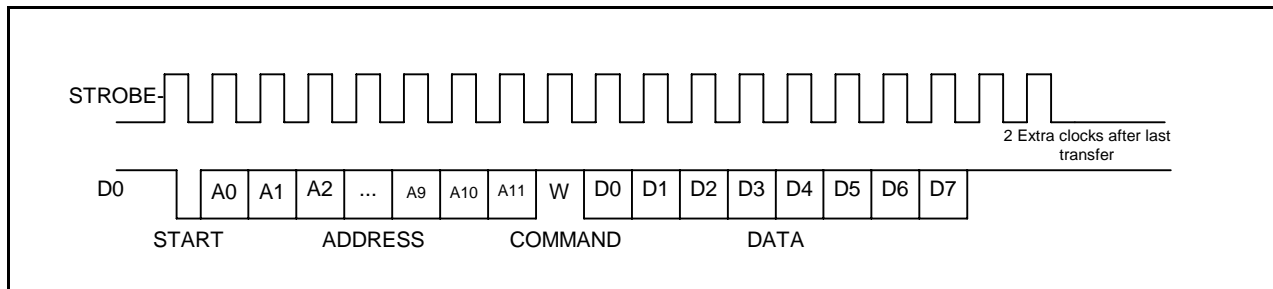 STROBE-
2 Extra clocks after last
transfer
D0 A0 A1 A2 ... A9 A10 A11 W D0 D1 D2 D3 D4 D5 D6 D7
START ADDRESS COMMAND DATA